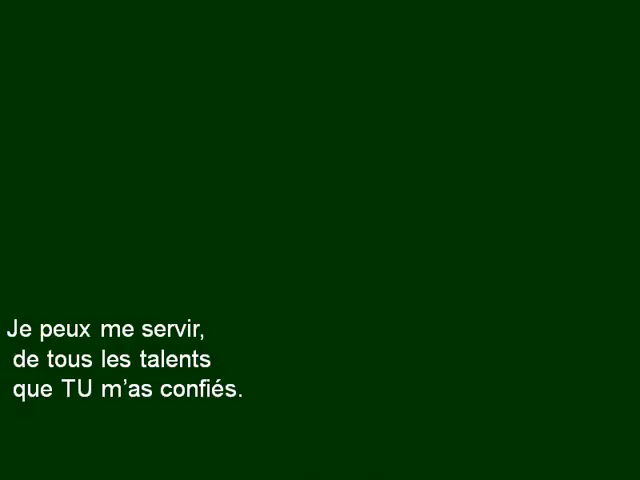 Je peux me servir,
de tous les talents
que TU m’as confiés.